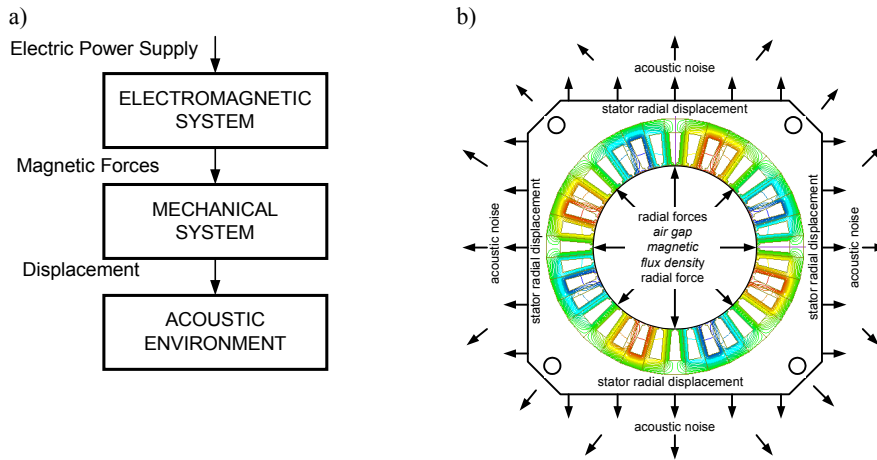 a)
Electric Power Supply
ELECTROMAGNETIC
SYSTEM
Magnetic Forces
MECHANICAL
SYSTEM
Displacement
ACOUSTIC
ENVIRONMENT
b)
acoustic noise
stator radial displacement
acoustic noise
stator radial displacement
radial forces
air gap
magnetic
flux density
radial force
stator radial displacement
acoustic noise
stator radial displacement
acoustic noise